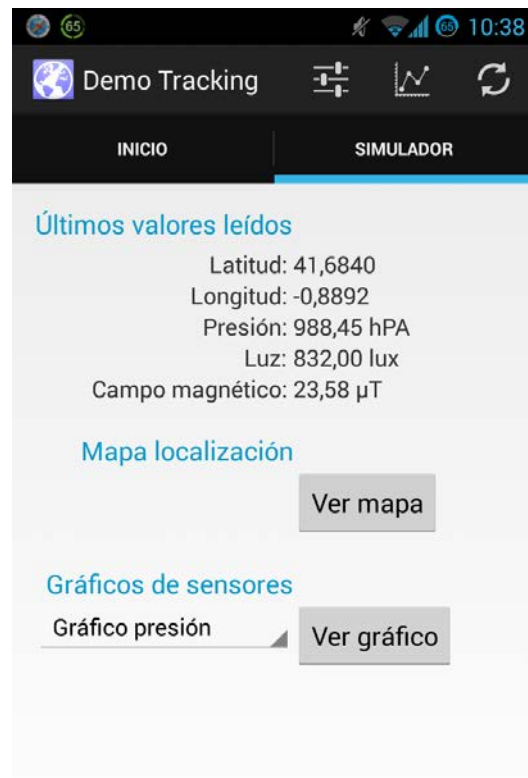 65 65 10:38
Demo Tracking
INICIO SIMULADOR
Últimos valores leídos
Latitud: 41,6840
Longitud: -0,8892
Presión: 988,45 hPA
Luz: 832,00 lux
Campo magnético: 23,58 µT
Mapa localización
Ver mapa
Gráficos de sensores
Gráfico presión Ver gráfico